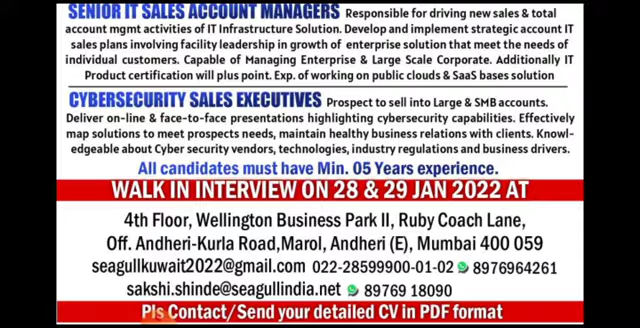 SENIOR IT SALES ACCOUNT MANAGERS Responsible for driving new sales & total
account mgmt activities of IT Infrastructure Solution. Develop and implement strategic account IT
sales plans involving facility leadership in growth of enterprise solution that meet the needs of
individual customers. Capable of Managing Enterprise & Large Scale Corporate. Additionally IT
Product certification will plus point. Exp. of working on public clouds & SaaS bases solution
CYBERSECURITY SALES EXECUTIVES Prospect to sell into Large & SMB accounts.
Deliver on-line & face-to-face presentations highlighting cybersecurity capabilities. Effectively
map solutions to meet prospects needs, maintain healthy business relations with clients. Knowl-
edgeable about Cyber security vendors, technologies, industry regulations and business drivers.
All candidates must have Min. 05 Years experience.
WALK IN INTERVIEW ON 28 & 29 JAN 2022 AT
4th Floor, Wellington Business Park II, Ruby Coach Lane,
Off. Andheri-Kurla Road,Marol, Andheri (E), Mumbai 400 059
seagullkuwait2022@gmail.com 022-28599900-01-02 8976964261
sakshi.shinde@seagullindia.net 89769 18090
Pls Contact/Send your detailed CV in PDF format